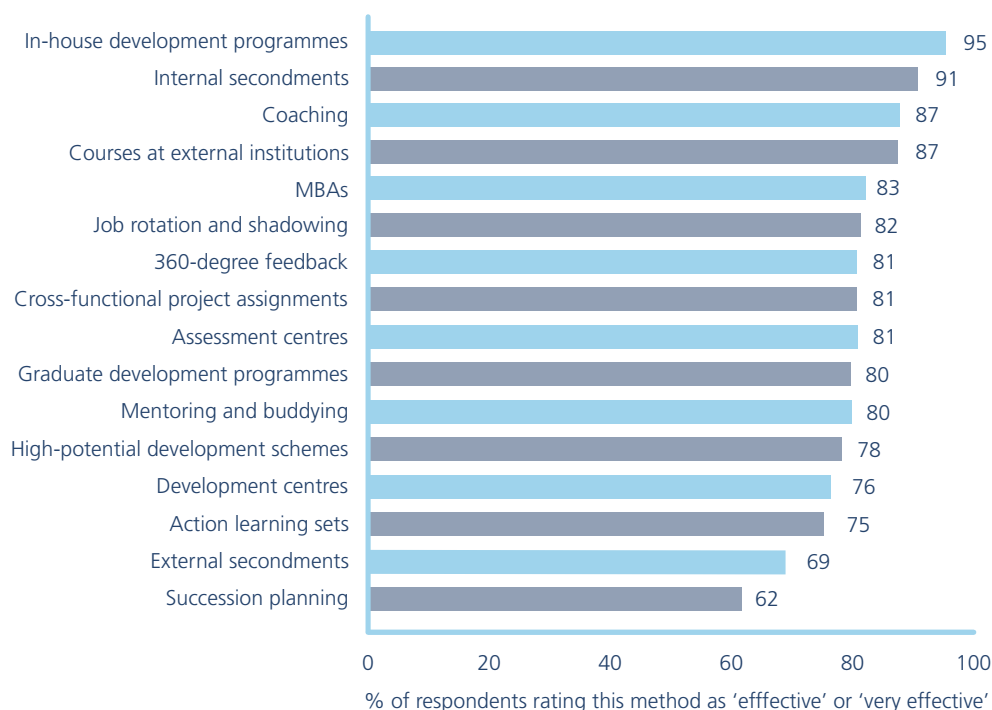 In-house development programmes 95
Internal secondments 91
Coaching 87
Courses at external institutions 87
MBAs 83
Job rotation and shadowing 82
360-degree feedback 81
Cross-functional project assignments 81
Assessment centres 81
Graduate development programmes 80
Mentoring and buddying 80
High-potential development schemes 78
Development centres 76
Action learning sets 75
External secondments 69
Succession planning 62
0 20 40 60 80 100
% of respondents rating this method as ‘efffective’ or ‘very effective’